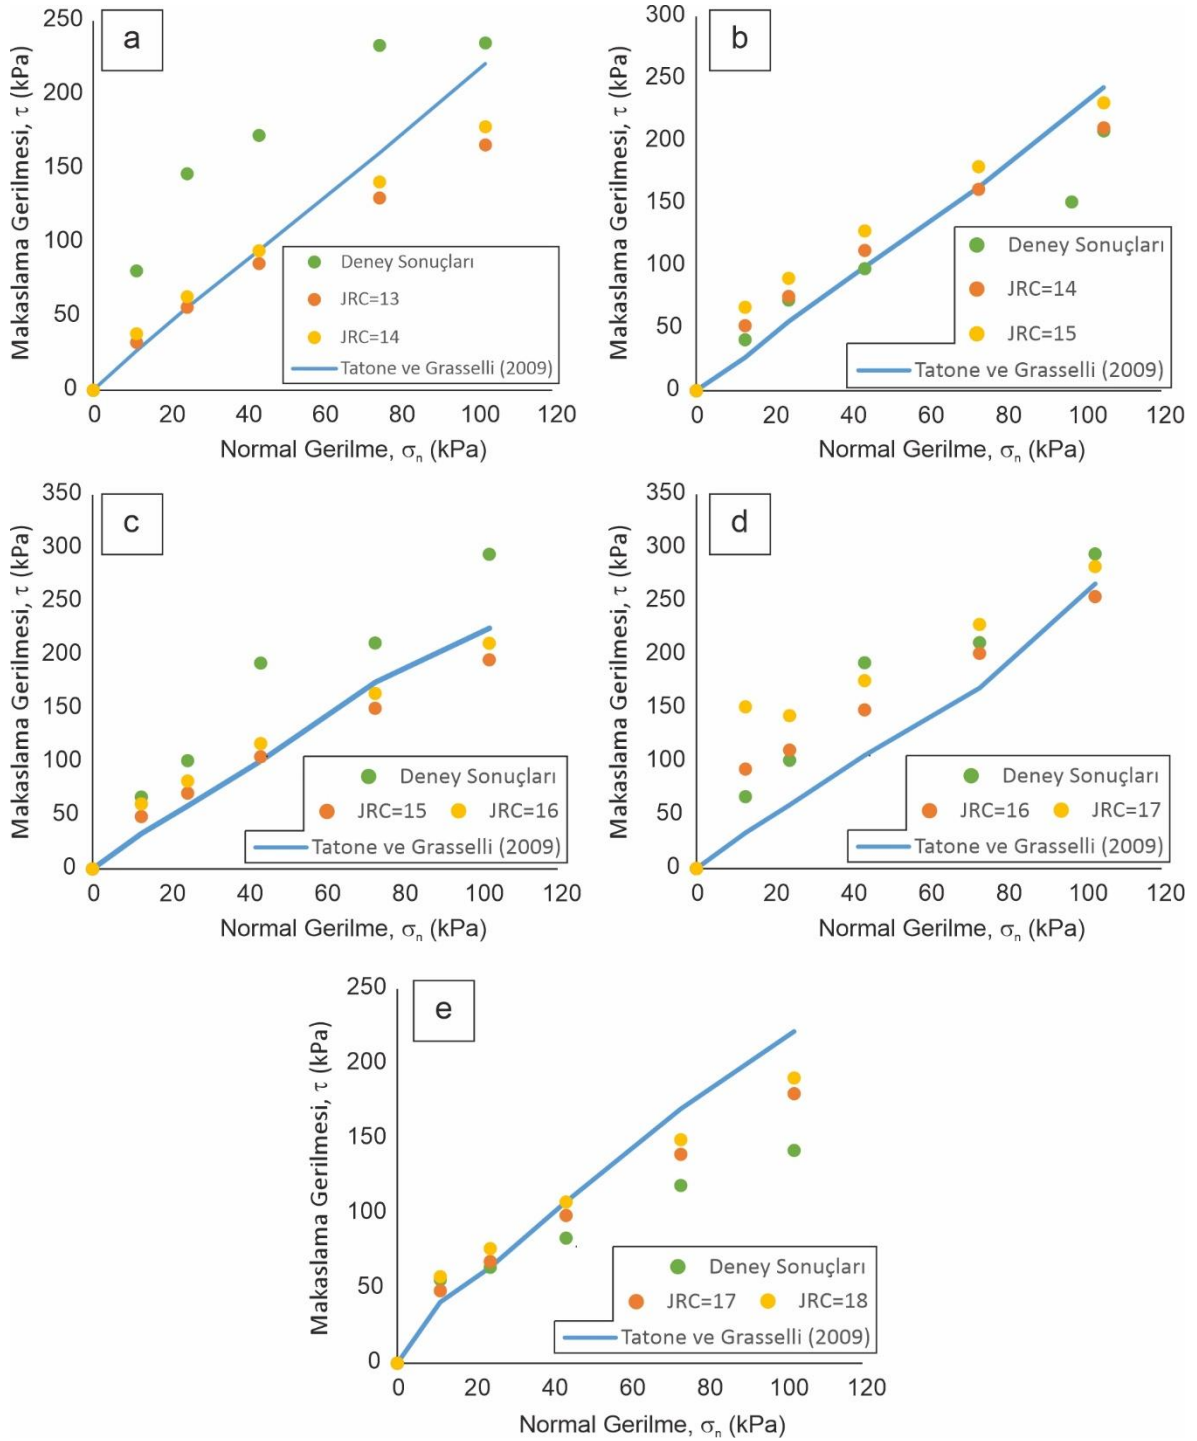 a
Makaslama Gerilmesi, τ (kPa)
250
200
150
100
50
0
Deney Sonuçları
JRC=13
JRC=14
Tatone ve Grasselli (2009)
0 20 40 60 80 100 120
Normal Gerilme, σn (kPa)
b
Makaslama Gerilmesi, τ (kPa)
300
250
200
150
100
50
0
Deney Sonuçları
JRC=14
JRC=15
Tatone ve Grasselli (2009)
0 20 40 60 80 100 120
Normal Gerilme, σn (kPa)
c
Makaslama Gerilmesi, τ (kPa)
350
300
250
200
150
100
50
0
Deney Sonuçları
JRC=15 JRC=16
Tatone ve Grasselli (2009)
0 20 40 60 80 100 120
Normal Gerilme, σn (kPa)
d
Makaslama Gerilmesi, τ (kPa)
350
300
250
200
150
100
50
0
Deney Sonuçları
JRC=16 JRC=17
Tatone ve Grasselli (2009)
0 20 40 60 80 100 120
Normal Gerilme, σn (kPa)
e
Makaslama Gerilmesi, τ (kPa)
250
200
150
100
50
0
Deney Sonuçları
JRC=17 JRC=18
Tatone ve Grasselli (2009)
0 20 40 60 80 100 120
Normal Gerilme, σn (kPa)